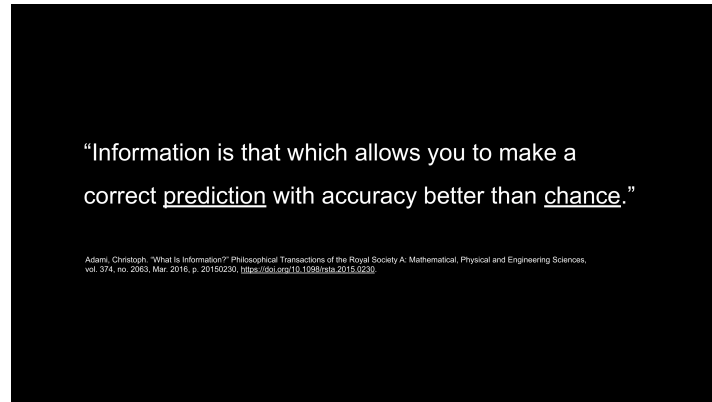 “Information is that which allows you to make a
correct prediction with accuracy better than chance.”
Adami, Christoph. “What Is Information?” Philosophical Transactions of the Royal Society A: Mathematical, Physical and Engineering Sciences,
vol. 374, no. 2063, Mar. 2016, p. 20150230, https://doi.org/10.1098/rsta.2015.0230.